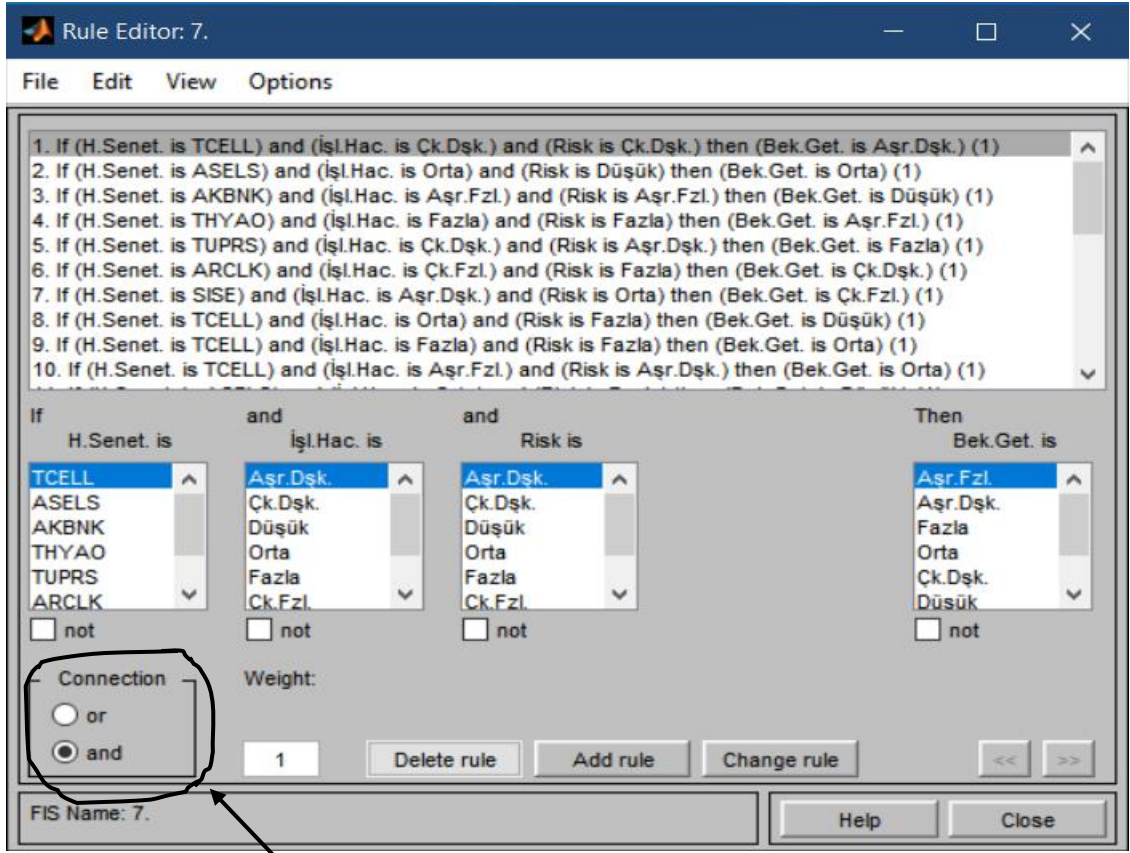 Rule Editor: 7.
File Edit View Options
1. If (H.Senet. is TCELL) and (İşl.Hac. is Çk.Dşk.) and (Risk is Çk.Dşk.) then (Bek.Get. is Aşr.Dşk.) (1)
2. If (H.Senet. is ASELS) and (İşl.Hac. is Orta) and (Risk is Düşük) then (Bek.Get. is Orta) (1)
3. If (H.Senet. is AKBNK) and (İşl.Hac. is Aşr.Fzl.) and (Risk is Aşr.Fzl.) then (Bek.Get. is Düşük) (1)
4. If (H.Senet. is THYAO) and (İşl.Hac. is Fazla) and (Risk is Fazla) then (Bek.Get. is Aşr.Fzl.) (1)
5. If (H.Senet. is TUPRS) and (İşl.Hac. is Çk.Dşk.) and (Risk is Aşr.Dşk.) then (Bek.Get. is Fazla) (1)
6. If (H.Senet. is ARCLK) and (İşl.Hac. is Çk.Fzl.) and (Risk is Fazla) then (Bek.Get. is Çk.Dşk.) (1)
7. If (H.Senet. is SISE) and (İşl.Hac. is Aşr.Dşk.) and (Risk is Orta) then (Bek.Get. is Çk.Fzl.) (1)
8. If (H.Senet. is TCELL) and (İşl.Hac. is Orta) and (Risk is Fazla) then (Bek.Get. is Düşük) (1)
9. If (H.Senet. is TCELL) and (İşl.Hac. is Fazla) and (Risk is Fazla) then (Bek.Get. is Orta) (1)
10. If (H.Senet. is TCELL) and (İşl.Hac. is Aşr.Fzl.) and (Risk is Aşr.Dşk.) then (Bek.Get. is Orta) (1)
If and and Then
H.Senet. is İşl.Hac. is Risk is Bek.Get. is
TCELL Aşr.Dşk. Aşr.Dşk. Aşr.Fzl.
ASELS Çk.Dşk. Çk.Dşk. Aşr.Dşk.
AKBNK Düşük Düşük Fazla
THYAO Orta Orta Orta
TUPRS Fazla Fazla Çk.Dşk.
ARCLK Çk.Fzl. Çk.Fzl. Düşük
not not not not
Connection Weight:
or
and 1 Delete rule Add rule Change rule << >>
FIS Name: 7. Help Close